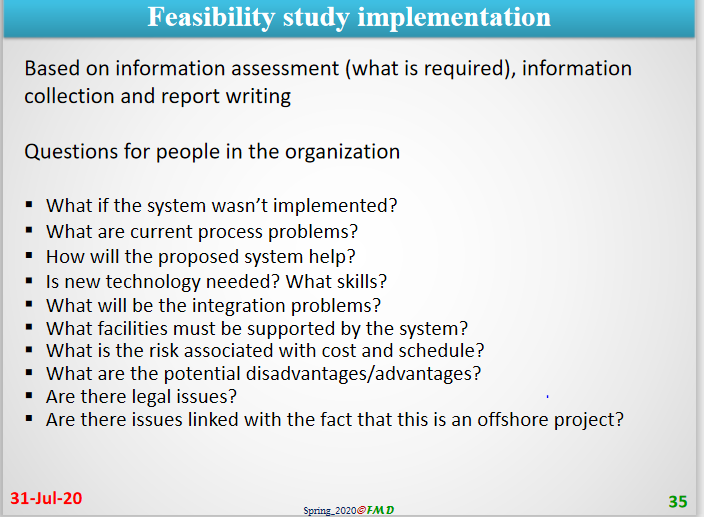 Feasibility study implementation
Based on information assessment (what is required), information
collection and report writing
Questions for people in the organization
▪ What if the system wasn’t implemented?
▪ What are current process problems?
▪ How will the proposed system help?
▪ Is new technology needed? What skills?
▪ What will be the integration problems?
▪ What facilities must be supported by the system?
▪ What is the risk associated with cost and schedule?
▪ What are the potential disadvantages/advantages?
▪ Are there legal issues?
▪ Are there issues linked with the fact that this is an offshore project?
31-Jul-20
Spring_2020@FMD
35